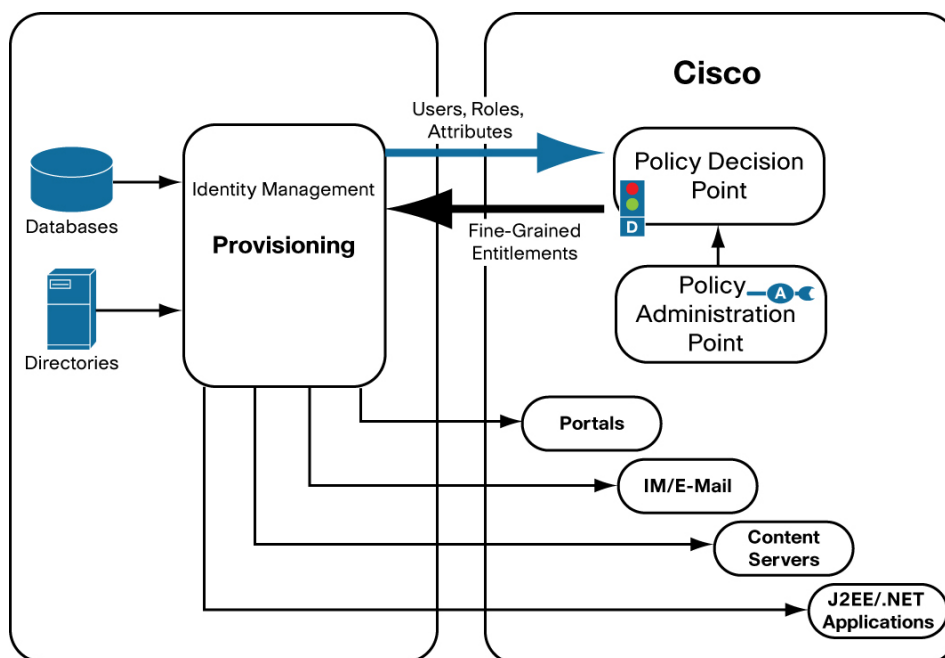 Cisco
Users, Roles,
Attributes
Policy Decision
Point
Identity Management
Provisioning
Databases
D
Fine-Grained
Entitlements
Policy
A
Administration
Point
Directories
Portals
IM/E-Mail
Content
Servers
J2EE/.NET
Applications